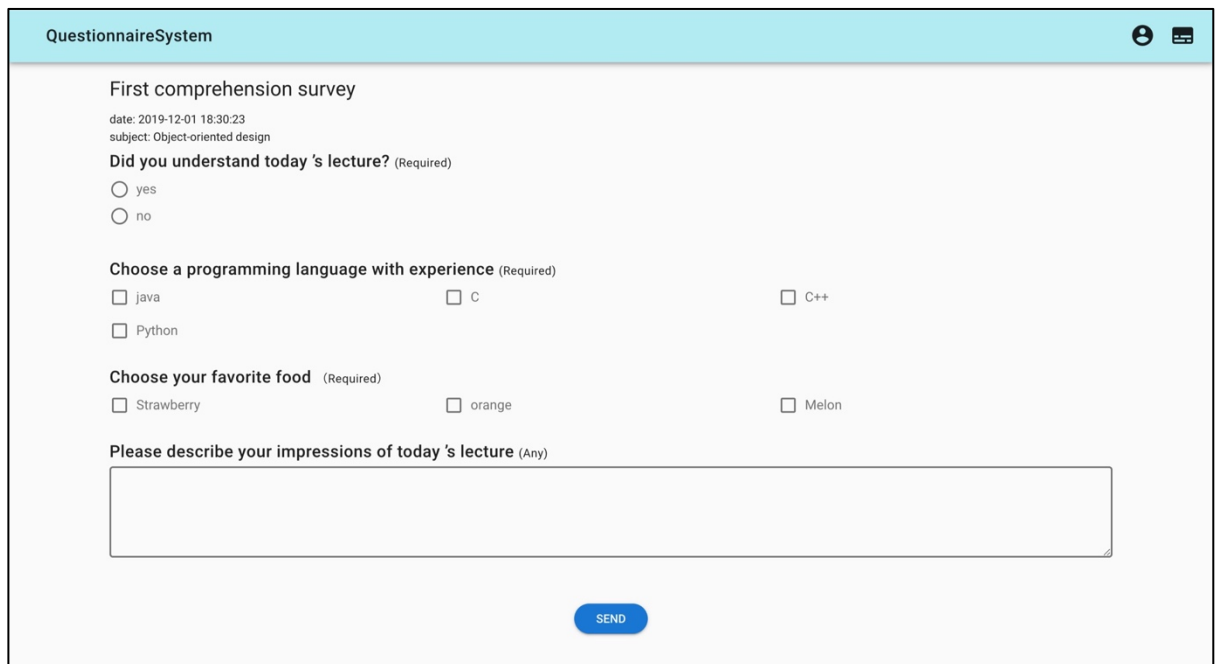 QuestionnaireSystem
First comprehension survey
date: 2019-12-01 18:30:23
subject: Object-oriented design
Did you understand today 's lecture? (Required)
yes
no
Choose a programming language with experience (Required)
java C C++
Python
Choose your favorite food (Required)
Strawberry orange Melon
Please describe your impressions of today 's lecture (Any)
SEND